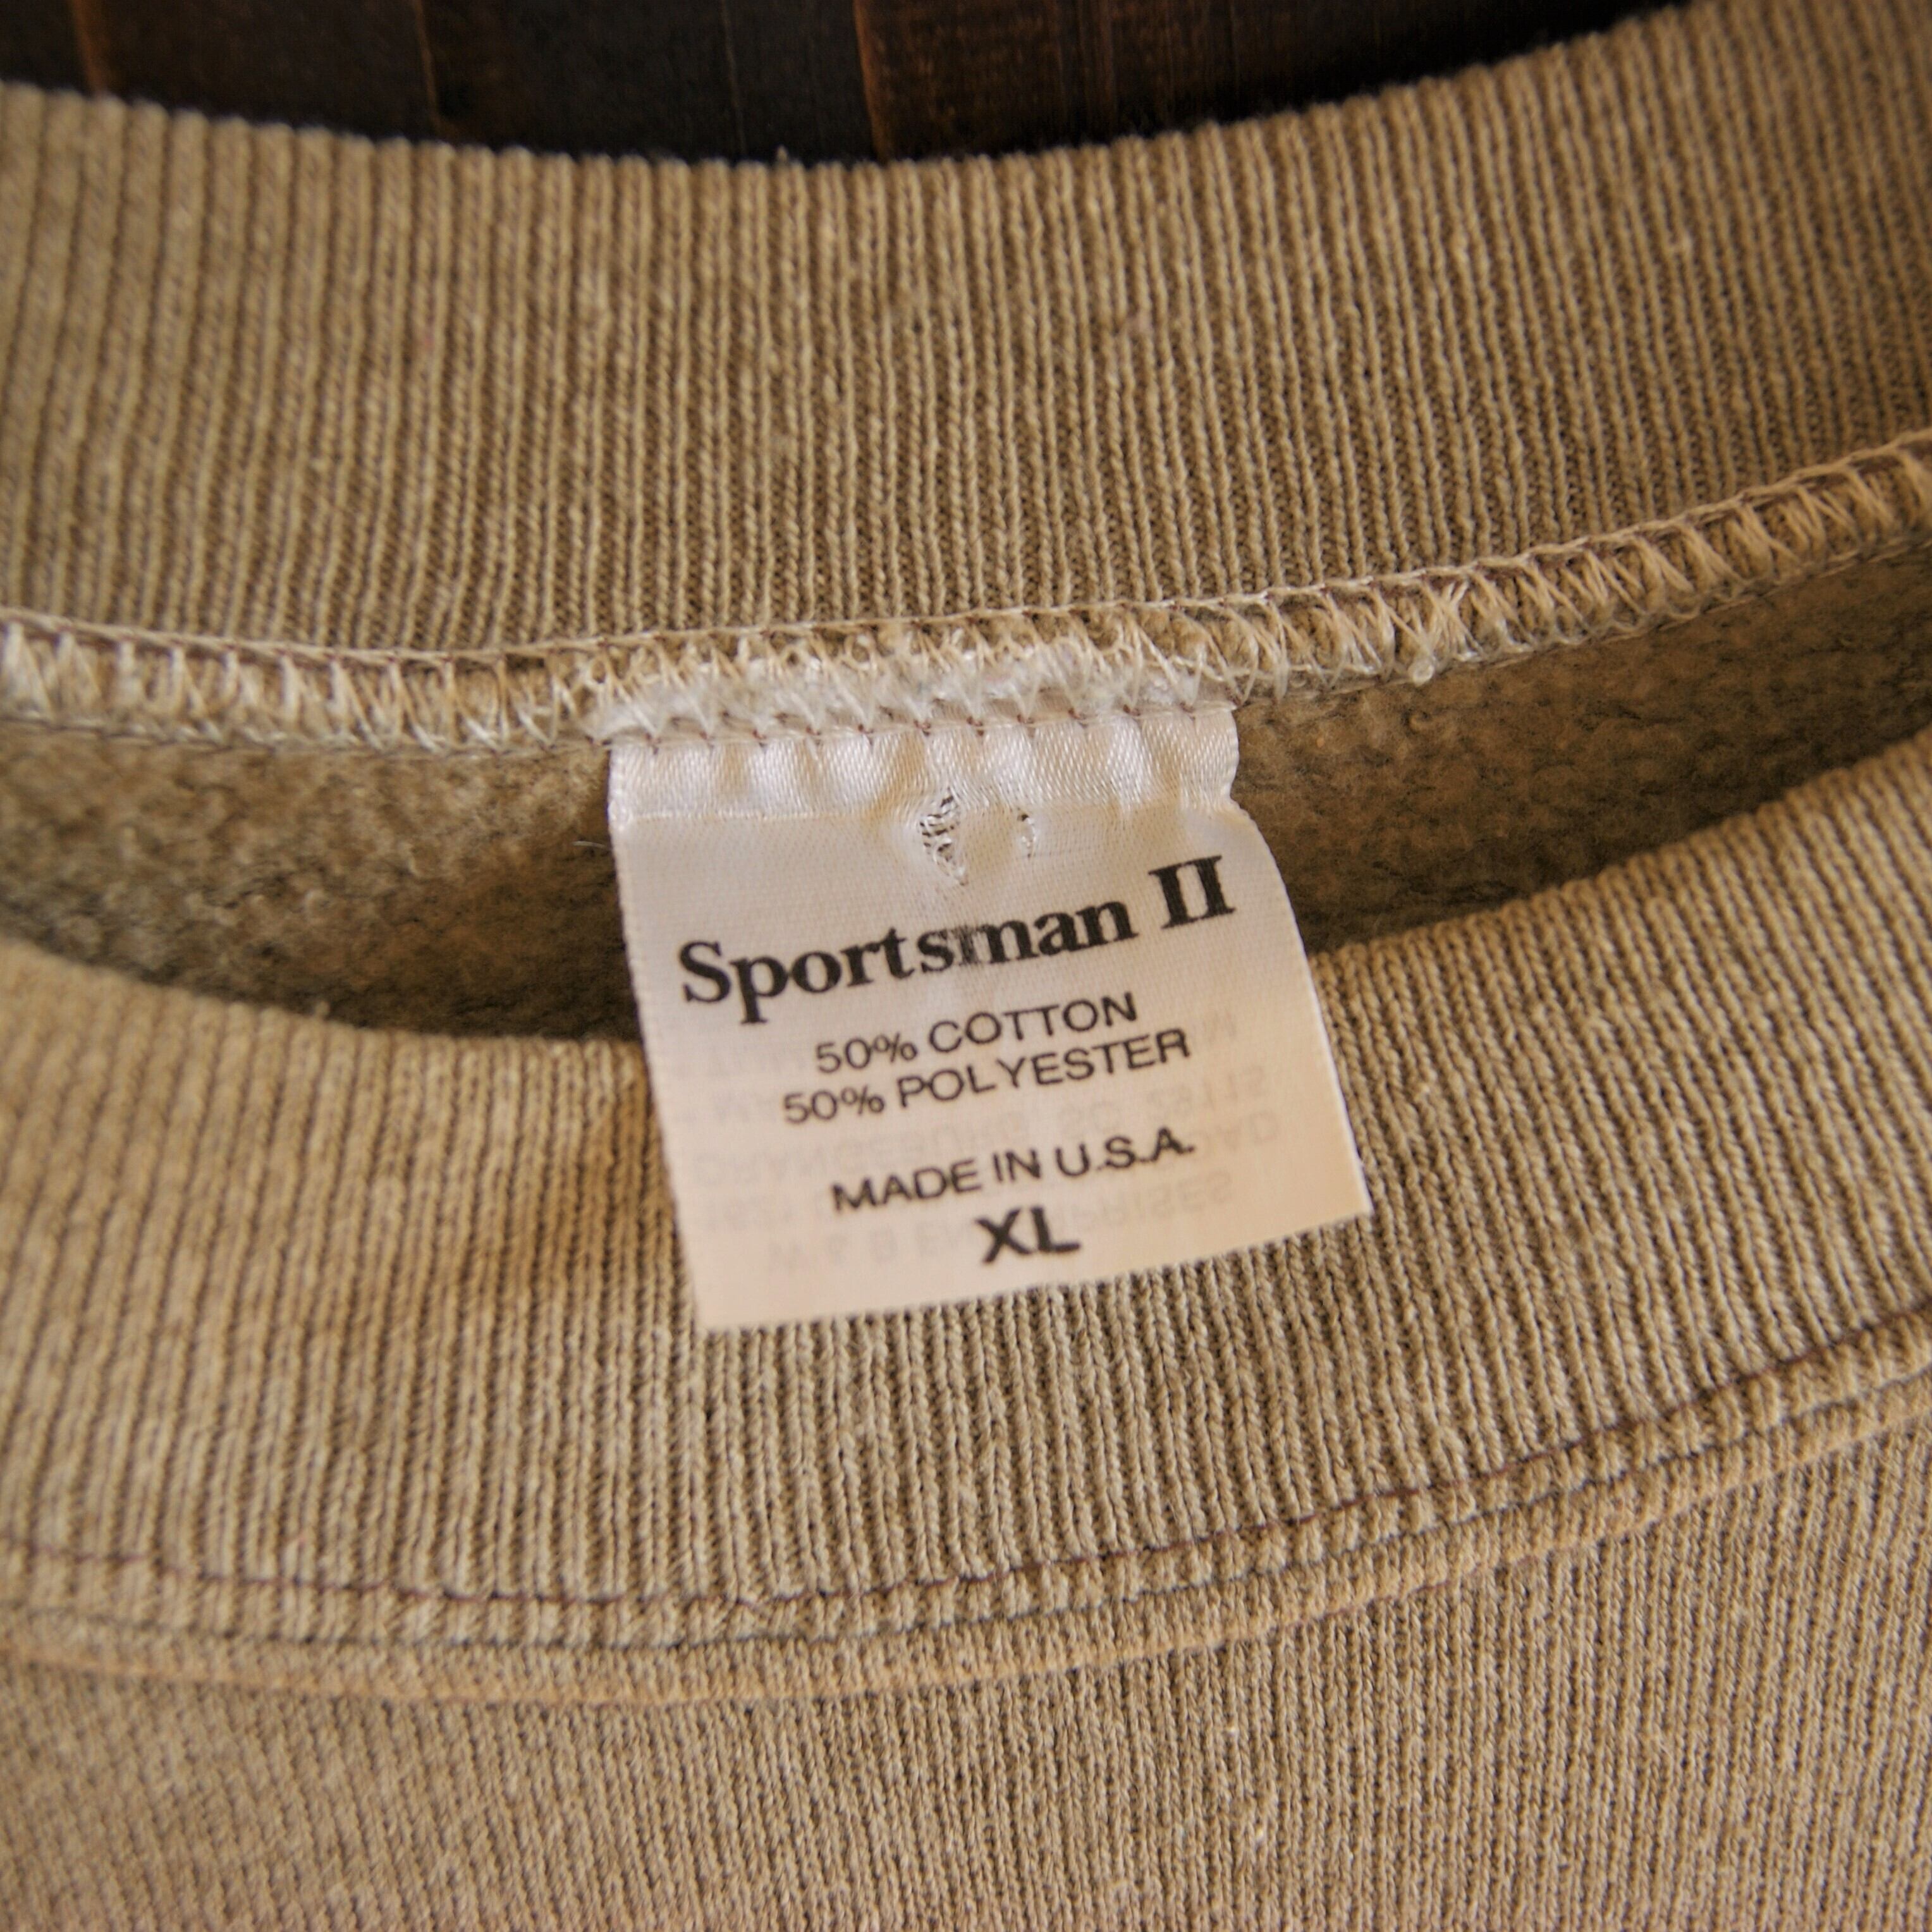 Sportsman II
50% COTTON
50% POLYESTER
MADE IN U.S.A.
XL